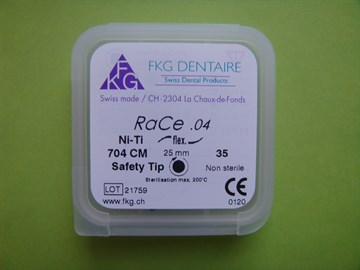 FKG
FKG DENTAIRE
Swiss Dental Products
Swiss made / CH-2304 La Chaux-de-Fonds
RaCe .04
Ni-Ti flex.
704 CM 25 mm 35
Safety Tip Non sterile
Sterilisation max. 200°C
LOT 21759 CE
www.fkg.ch 0120